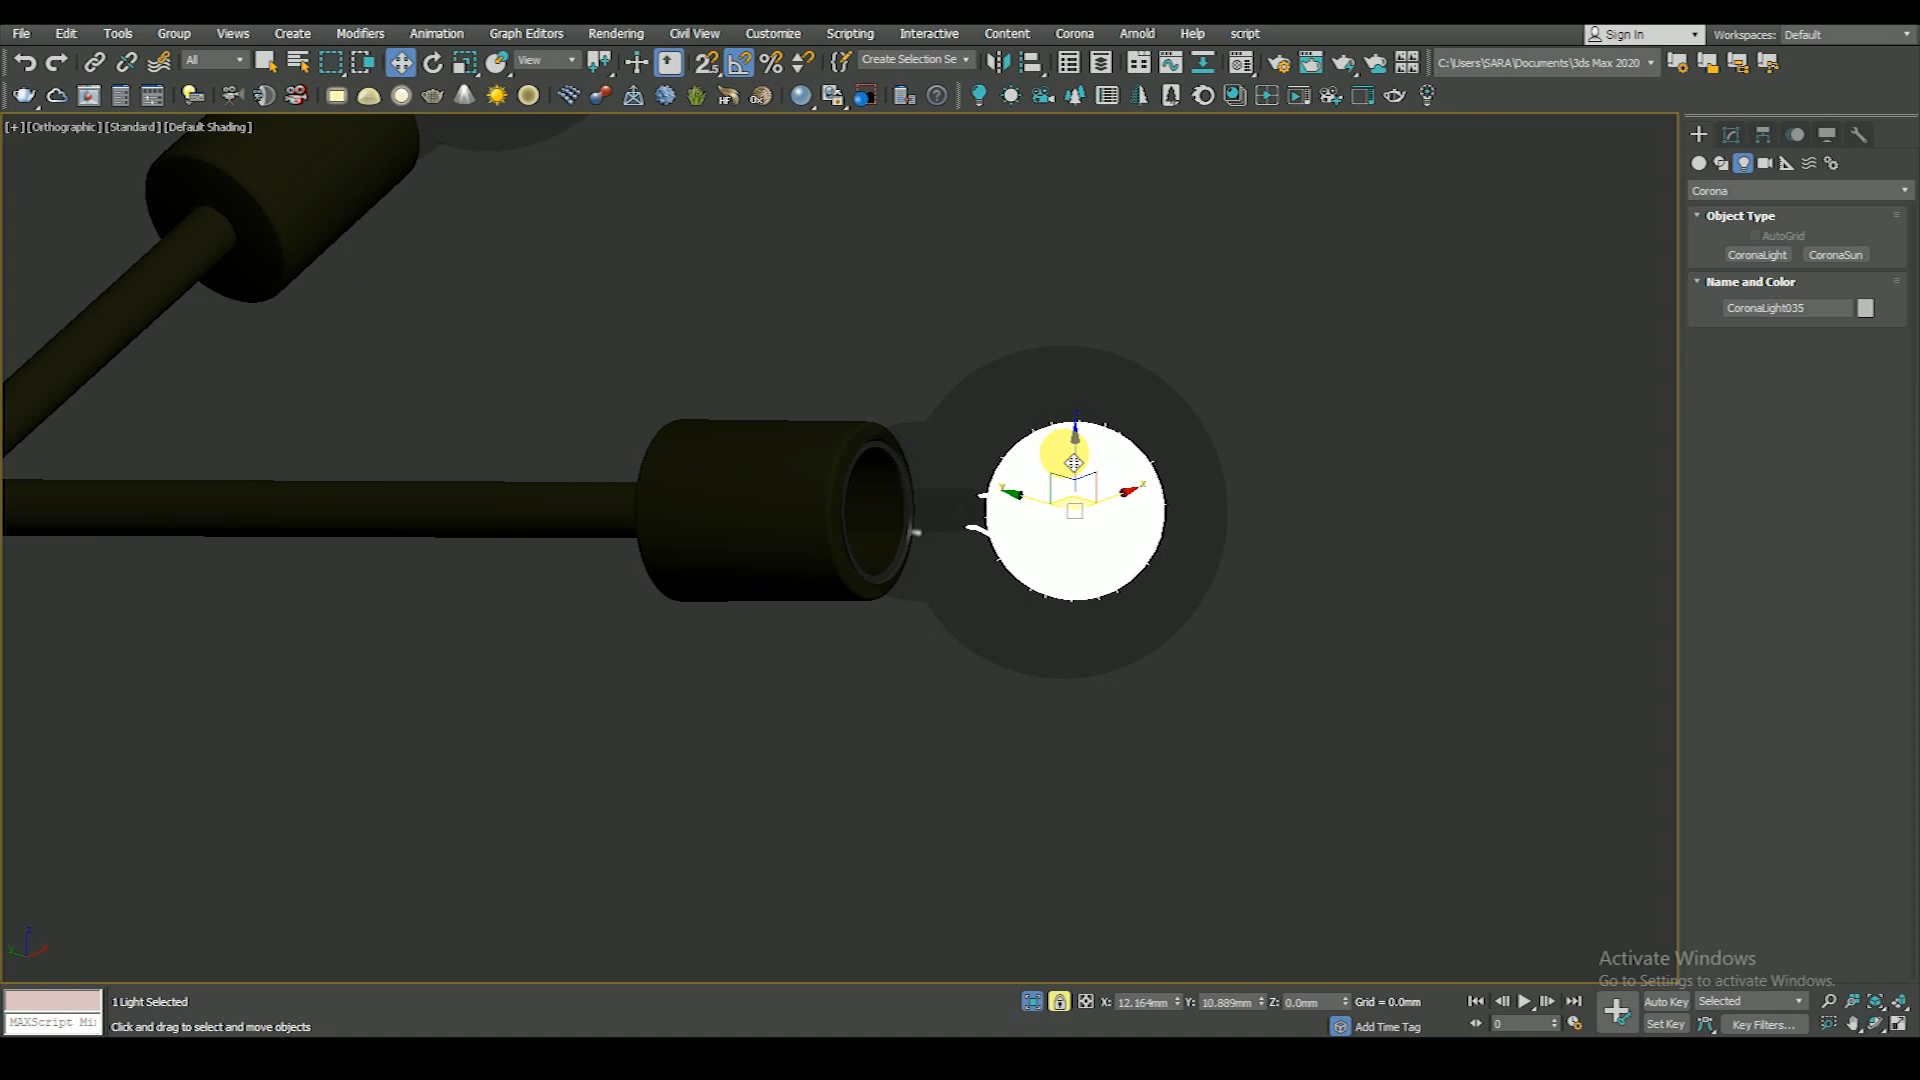 File Edit Tools Group Views Create Modifiers Animation Graph Editors Rendering Civil View Customize Scripting Interactive Content Corona Arnold Help script Sign In Workspaces: Default
All View Create Selection Se C:\Users\SARA\Documents\3ds Max 2020
[+] [Orthographic] [Standard] [Default Shading]
Corona
Object Type
AutoGrid
CoronaLight CoronaSun
Name and Color
CoronaLight035
z
y x
z
y x
Activate Windows
Go to Settings to activate Windows.
1 Light Selected X: 12.164mm Y: 10.889mm Z: 0.0mm Grid = 0.0mm Auto Key Selected
MAXScript Mi Click and drag to select and move objects Add Time Tag 0 Set Key Key Filters...